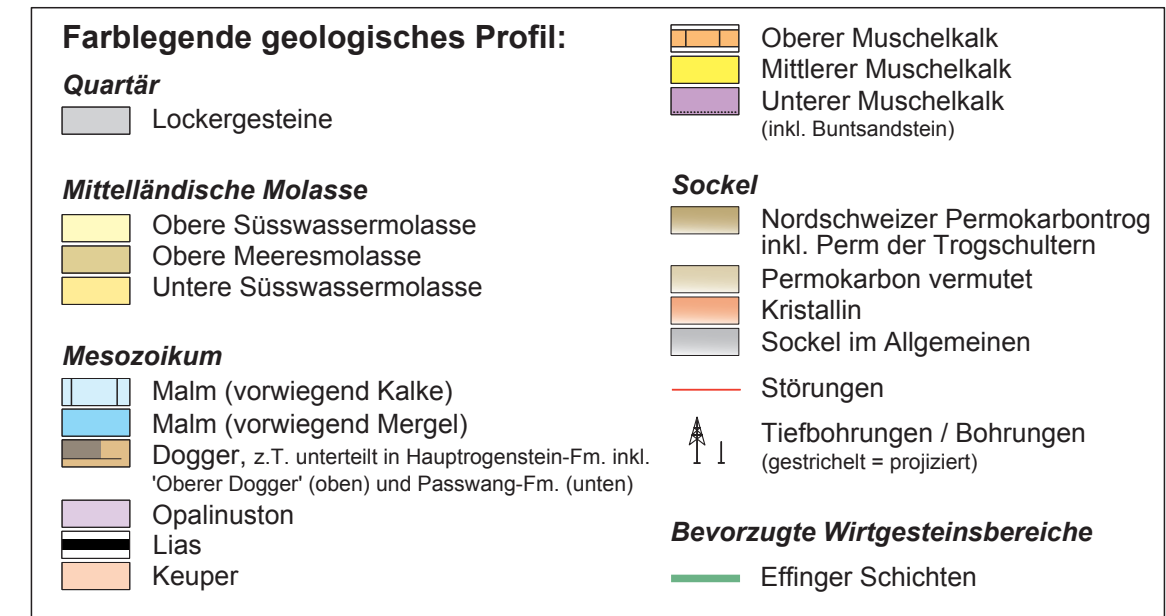 Farblegende geologisches Profil:
Quartär
Lockergesteine
Mittelländische Molasse
Obere Süsswassermolasse
Obere Meeresmolasse
Untere Süsswassermolasse
Mesozoikum
Malm (vorwiegend Kalke)
Malm (vorwiegend Mergel)
Dogger, z.T. unterteilt in Hauptrogenstein-Fm. inkl.
'Oberer Dogger' (oben) und Passwang-Fm. (unten)
Opalinuston
Lias
Keuper
Oberer Muschelkalk
Mittlerer Muschelkalk
Unterer Muschelkalk
(inkl. Buntsandstein)
Sockel
Nordschweizer Permokarbontrog
inkl. Perm der Trogschultern
Permokarbon vermutet
Kristallin
Sockel im Allgemeinen
Störungen
Tiefbohrungen / Bohrungen
(gestrichelt = projiziert)
Bevorzugte Wirtgesteinsbereiche
Effinger Schichten